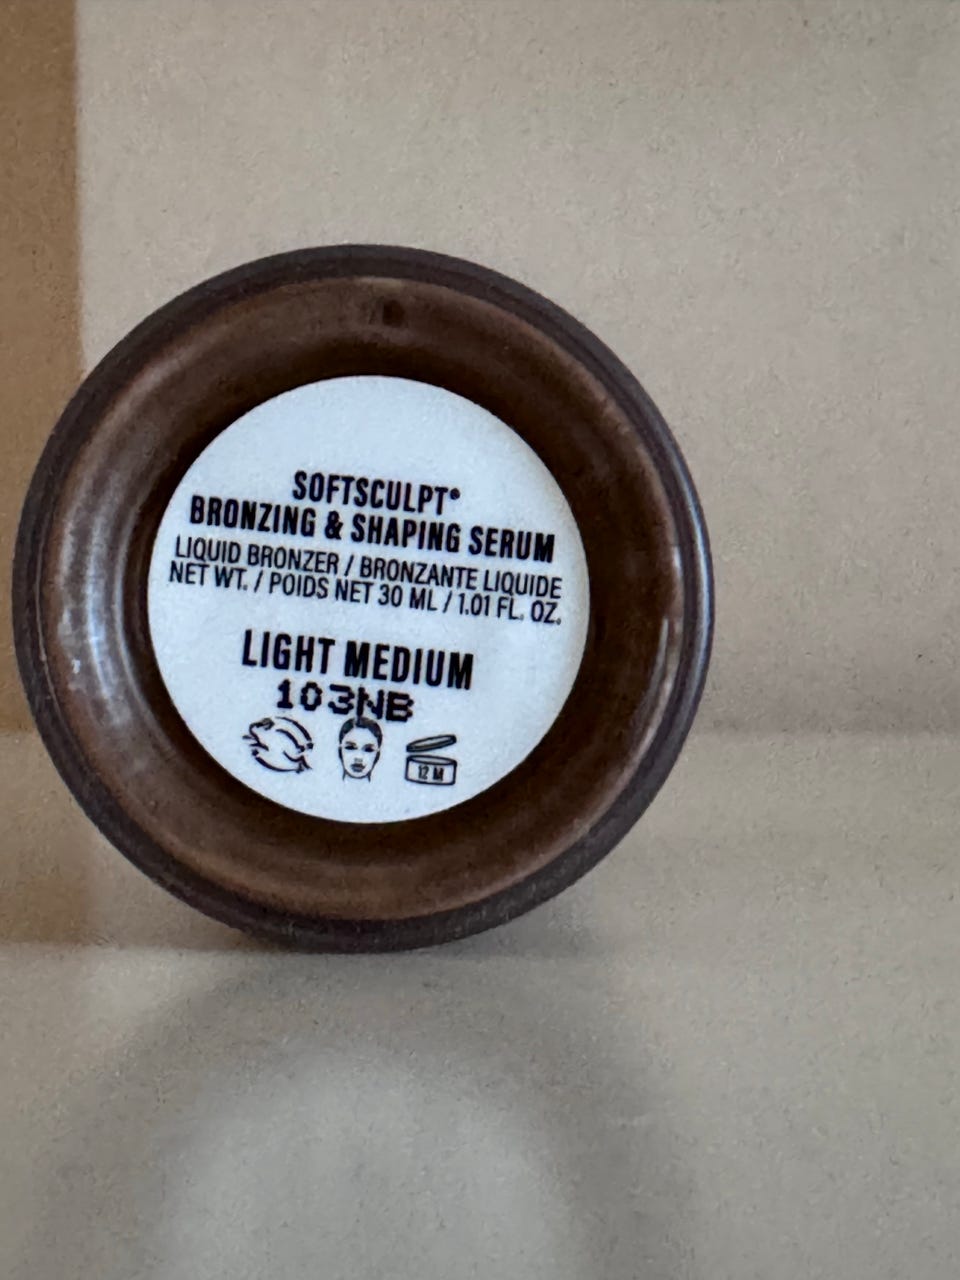 SOFTSCULPT®
BRONZING & SHAPING SERUM
LIQUID BRONZER / BRONZANTE LIQUIDE
NET WT. / POIDS NET 30 ML / 1.01 FL. OZ.
LIGHT MEDIUM
103NB
12 M